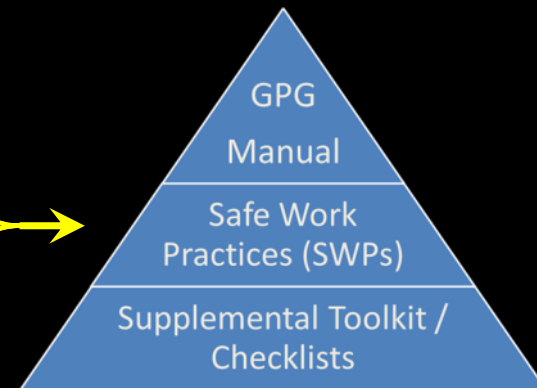 GPG
Manual
Safe Work
Practices (SWPs)
Supplemental Toolkit /
Checklists